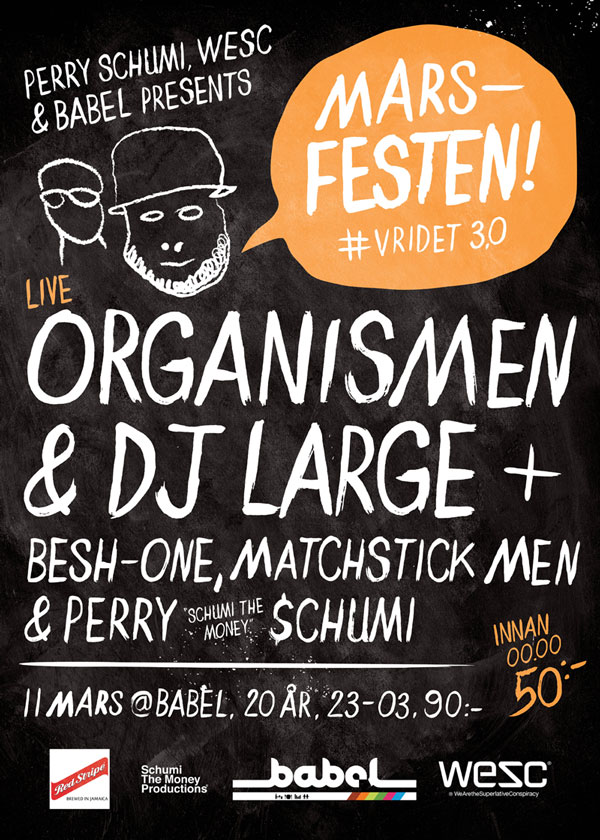 PERRY SCHUMI, WESC
& BABEL PRESENTS
MARS-
FESTEN!
#VRIDET 3.0
LIVE
ORGANISMEN
& DJ LARGE +
BESH-ONE, MATCHSTICK MEN
& PERRY "SCHUMI THE MONEY" $CHUMI
INNAN
00.00
50:-
11 MARS @BABEL, 20 ÅR, 23-03, 90:-
Red Stripe
BREWED IN JAMAICA
Schumi
The Money
Productions
babel
WeSC®
WeAretheSuperlativeConspiracy